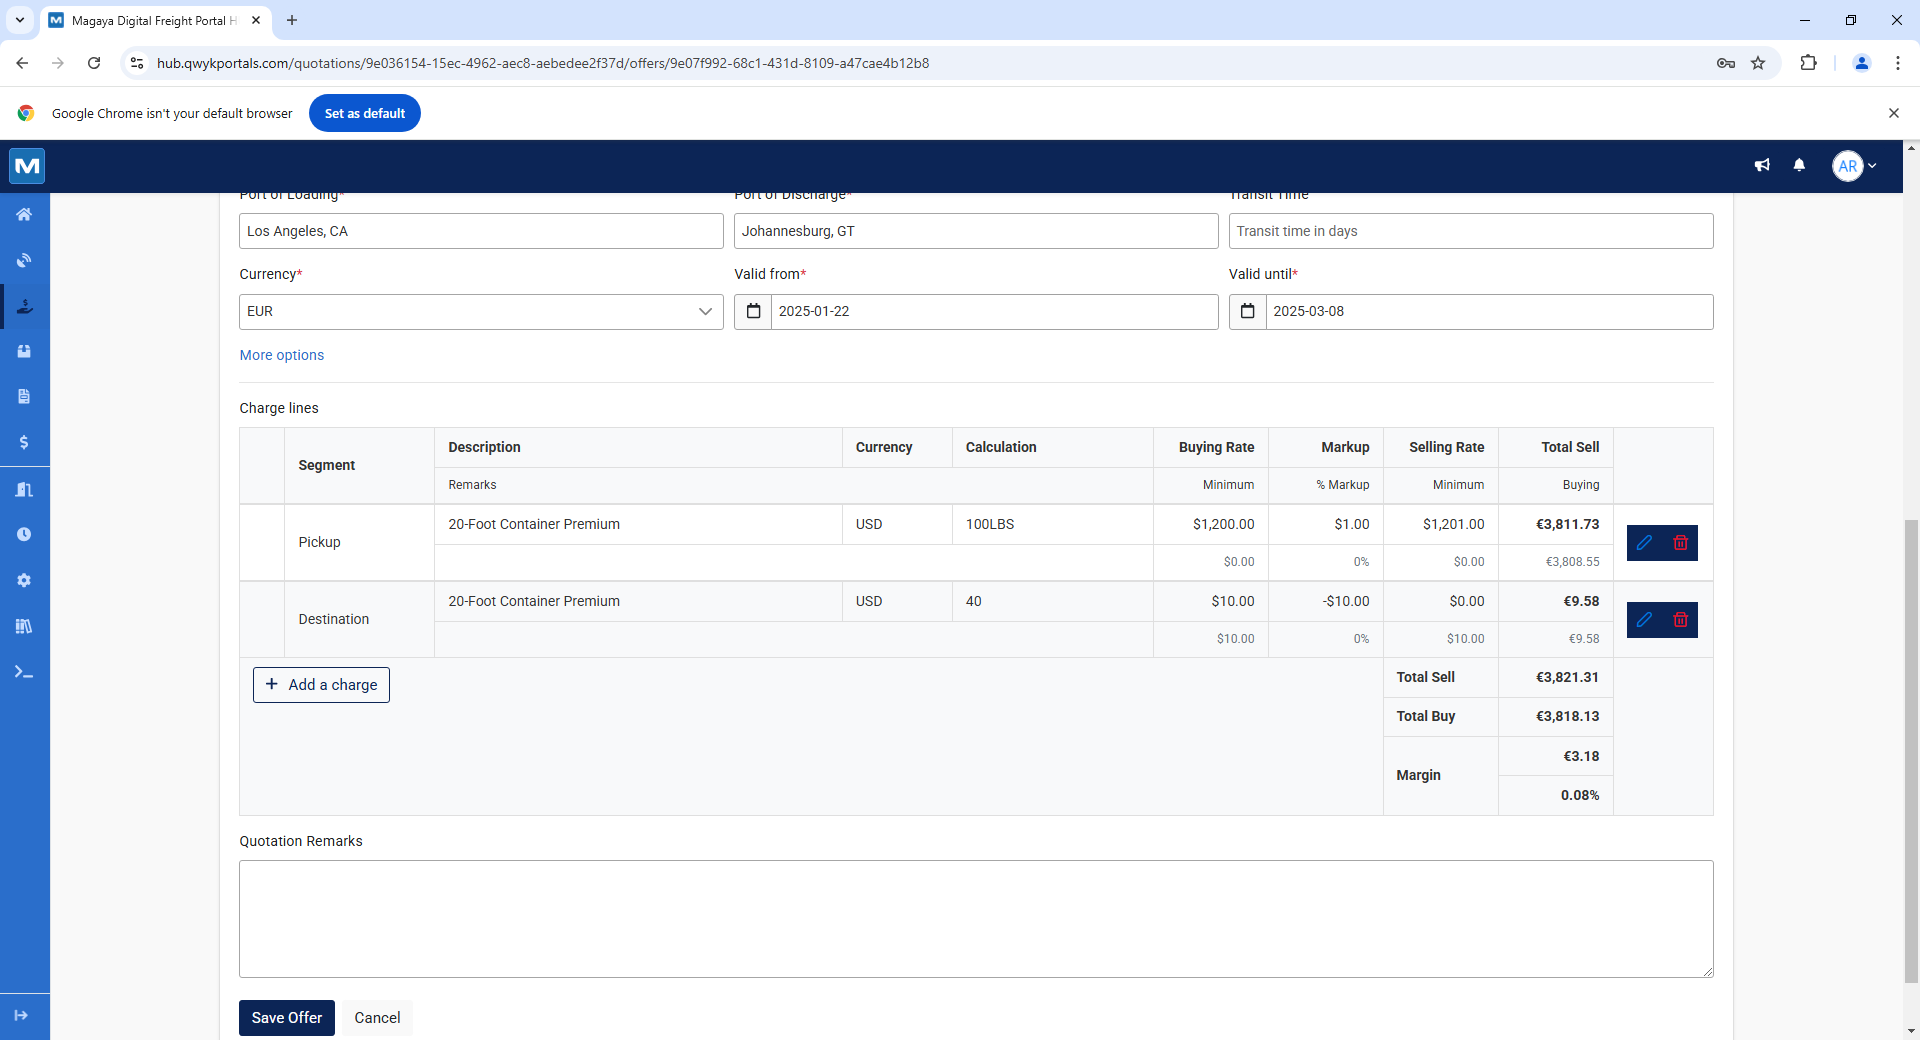 Magaya Digital Freight Portal H
hub.qwykportals.com/quotations/9e036154-15ec-4962-aec8-aebedee2f37d/offers/9e07f992-68c1-431d-8109-a47cae4b12b8
Google Chrome isn't your default browser
Set as default
M
AR
Port of Loading* Port of Discharge* Transit Time
Los Angeles, CA Johannesburg, GT Transit time in days
Currency* Valid from* Valid until*
EUR 2025-01-22 2025-03-08
More options
Charge lines
Segment Description Currency Calculation Buying Rate Markup Selling Rate Total Sell
Remarks Minimum % Markup Minimum Buying
Pickup 20-Foot Container Premium USD 100LBS $1,200.00 $1.00 $1,201.00 €3,811.73
$0.00 0% $0.00 €3,808.55
Destination 20-Foot Container Premium USD 40 $10.00 -$10.00 $0.00 €9.58
$10.00 0% $10.00 €9.58
+ Add a charge
Total Sell €3,821.31
Total Buy €3,818.13
Margin €3.18
0.08%
Quotation Remarks
Save Offer Cancel